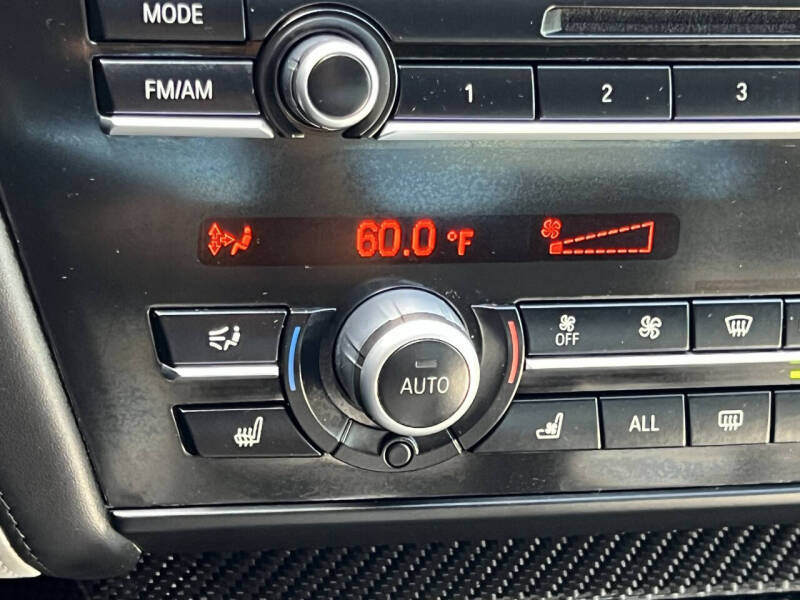 MODE
FM/AM 1 2 3
60.0 °F
OFF
AUTO
ALL